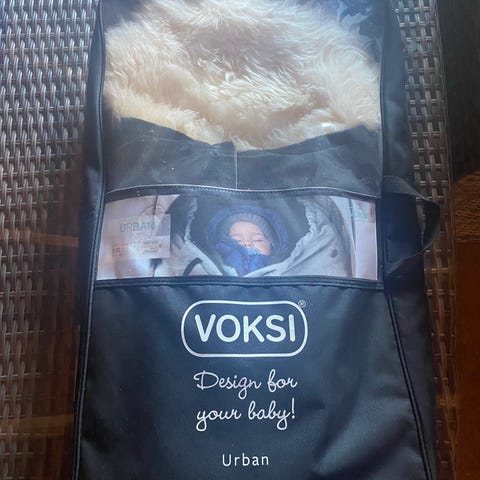 URBAN
VOKSI®
Design for
your baby!
Urban